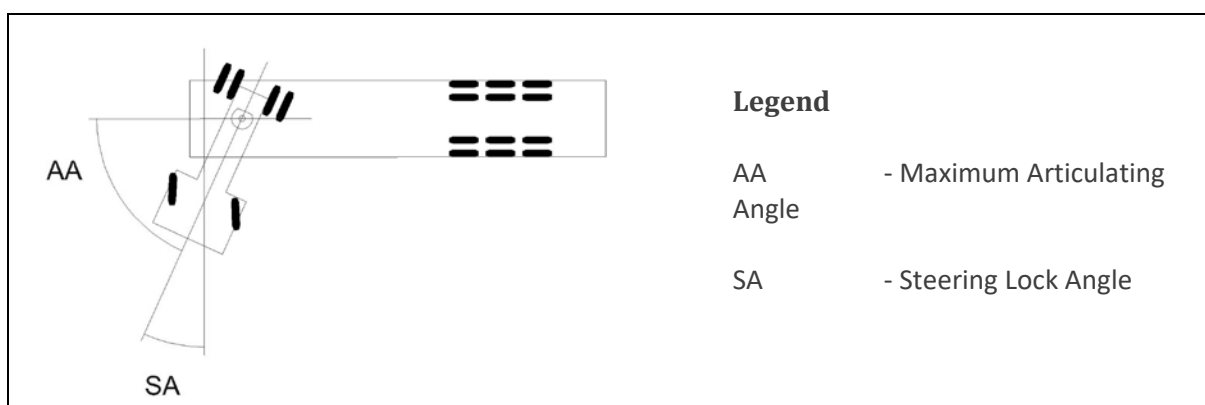 Legend
AA - Maximum Articulating
Angle
SA - Steering Lock Angle
AA
SA